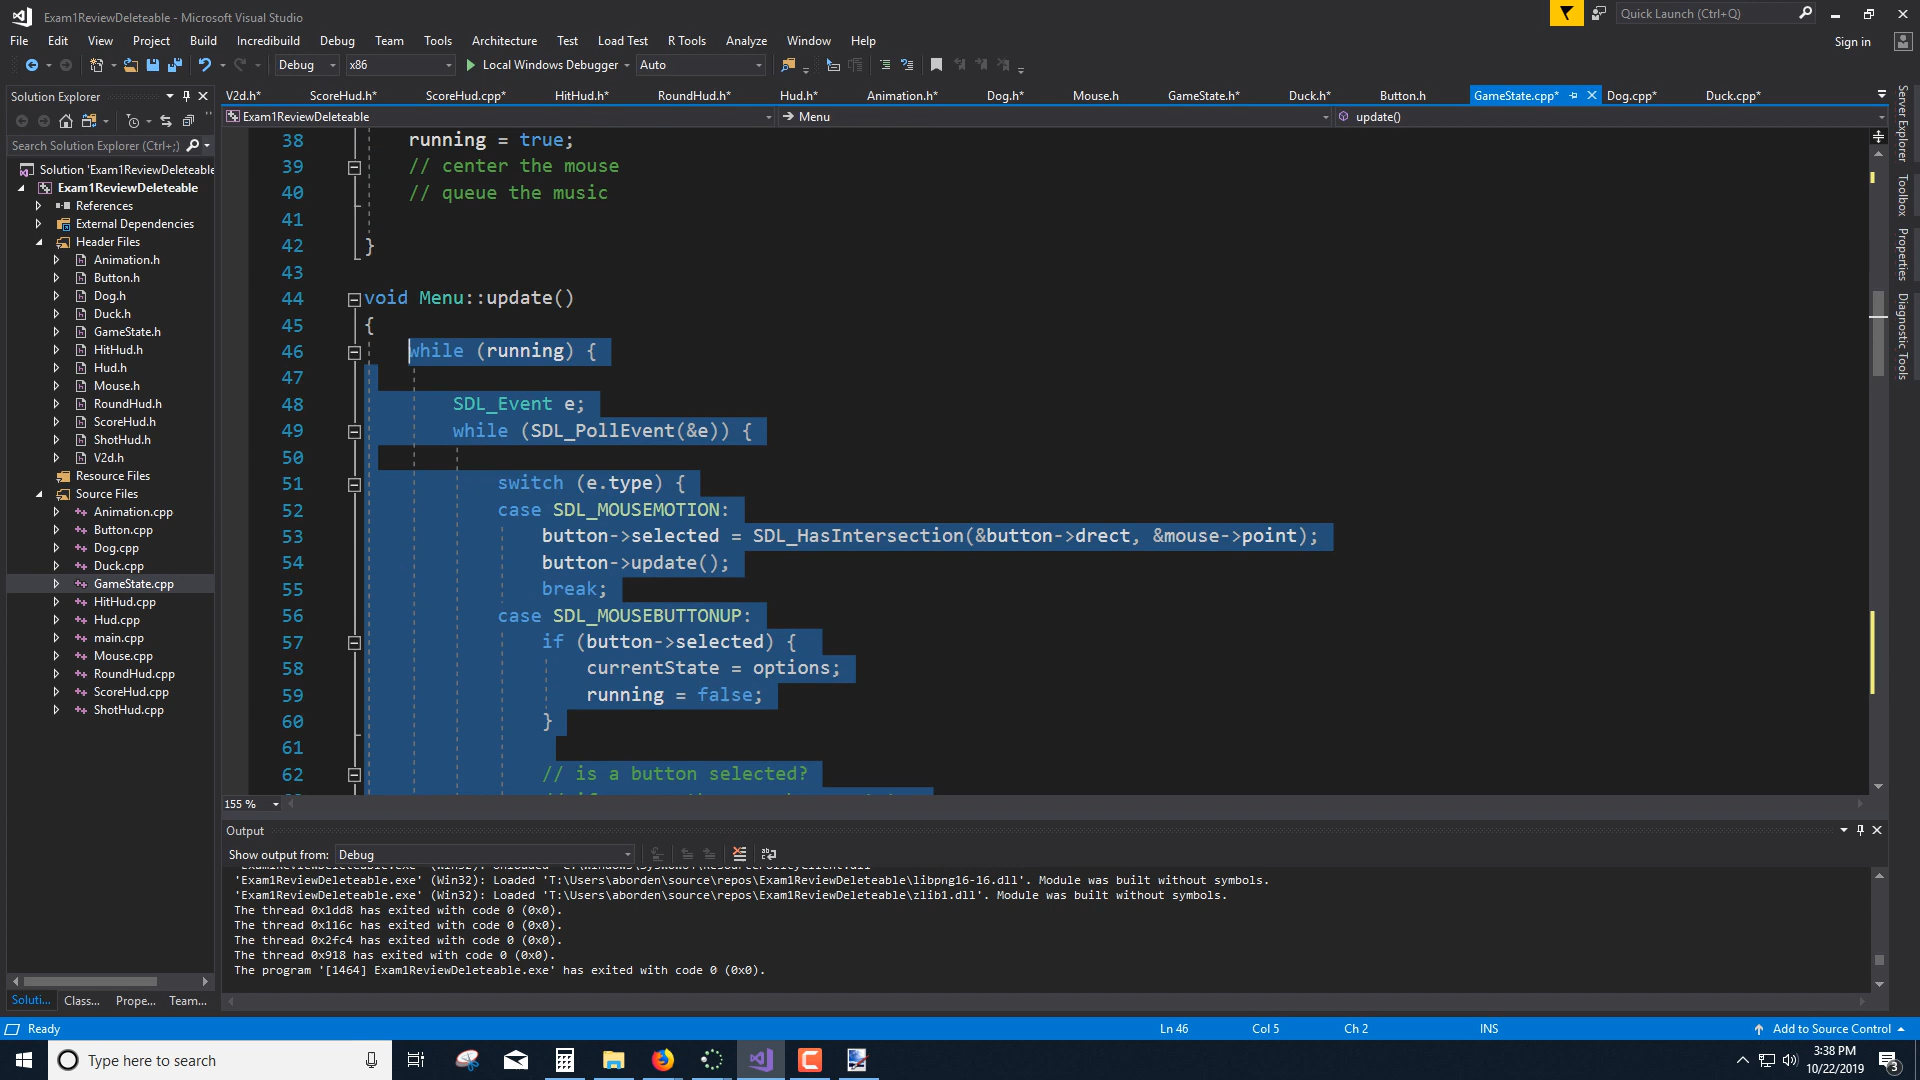 Exam1ReviewDeleteable - Microsoft Visual Studio
Quick Launch (Ctrl+Q)
File Edit View Project Build Incredibuild Debug Team Tools Architecture Test Load Test R Tools Analyze Window Help
Sign in
Debug x86 Local Windows Debugger Auto
Solution Explorer
Search Solution Explorer (Ctrl+;)
Solution 'Exam1ReviewDeleteable
Exam1ReviewDeleteable
References
External Dependencies
Header Files
Animation.h
Button.h
Dog.h
Duck.h
GameState.h
HitHud.h
Hud.h
Mouse.h
RoundHud.h
ScoreHud.h
ShotHud.h
V2d.h
Resource Files
Source Files
Animation.cpp
Button.cpp
Dog.cpp
Duck.cpp
GameState.cpp
HitHud.cpp
Hud.cpp
main.cpp
Mouse.cpp
RoundHud.cpp
ScoreHud.cpp
ShotHud.cpp
Soluti... Class... Prope... Team...
V2d.h* ScoreHud.h* ScoreHud.cpp* HitHud.h* RoundHud.h* Hud.h* Animation.h* Dog.h* Mouse.h GameState.h* Duck.h* Button.h GameState.cpp* Dog.cpp* Duck.cpp*
Exam1ReviewDeleteable Menu update()
38 running = true;
39 // center the mouse
40 // queue the music
41
42 }
43
44 void Menu::update()
45 {
46 while (running) {
47
48 SDL_Event e;
49 while (SDL_PollEvent(&e)) {
50
51 switch (e.type) {
52 case SDL_MOUSEMOTION:
53 button->selected = SDL_HasIntersection(&button->drect, &mouse->point);
54 button->update();
55 break;
56 case SDL_MOUSEBUTTONUP:
57 if (button->selected) {
58 currentState = options;
59 running = false;
60 }
61
62 // is a button selected?
155 %
Output
Show output from: Debug
'Exam1ReviewDeleteable.exe' (Win32): Loaded 'T:\Users\aborden\source\repos\Exam1ReviewDeleteable\libpng16-16.dll'. Module was built without symbols.
'Exam1ReviewDeleteable.exe' (Win32): Loaded 'T:\Users\aborden\source\repos\Exam1ReviewDeleteable\zlib1.dll'. Module was built without symbols.
The thread 0x1dd8 has exited with code 0 (0x0).
The thread 0x116c has exited with code 0 (0x0).
The thread 0x2fc4 has exited with code 0 (0x0).
The thread 0x918 has exited with code 0 (0x0).
The program '[1464] Exam1ReviewDeleteable.exe' has exited with code 0 (0x0).
Server Explorer
Toolbox
Properties
Diagnostic Tools
Ready Ln 46 Col 5 Ch 2 INS Add to Source Control
Type here to search
3:38 PM
10/22/2019
3